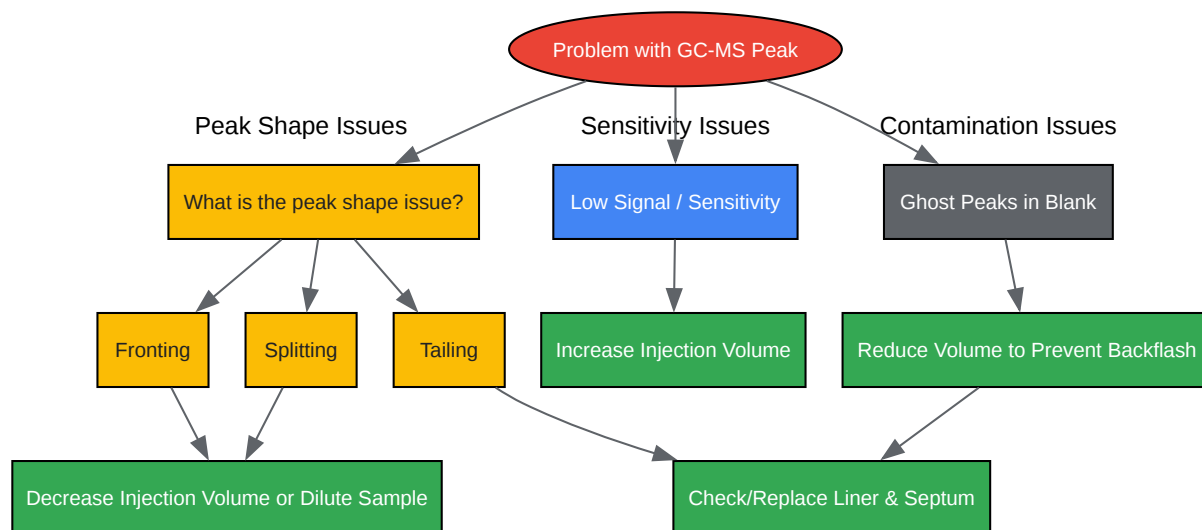 Problem with GC-MS Peak
Peak Shape Issues
Sensitivity Issues
Contamination Issues
What is the peak shape issue?
Low Signal / Sensitivity
Ghost Peaks in Blank
Fronting
Splitting
Tailing
Increase Injection Volume
Reduce Volume to Prevent Backflash
Decrease Injection Volume or Dilute Sample
Check/Replace Liner & Septum